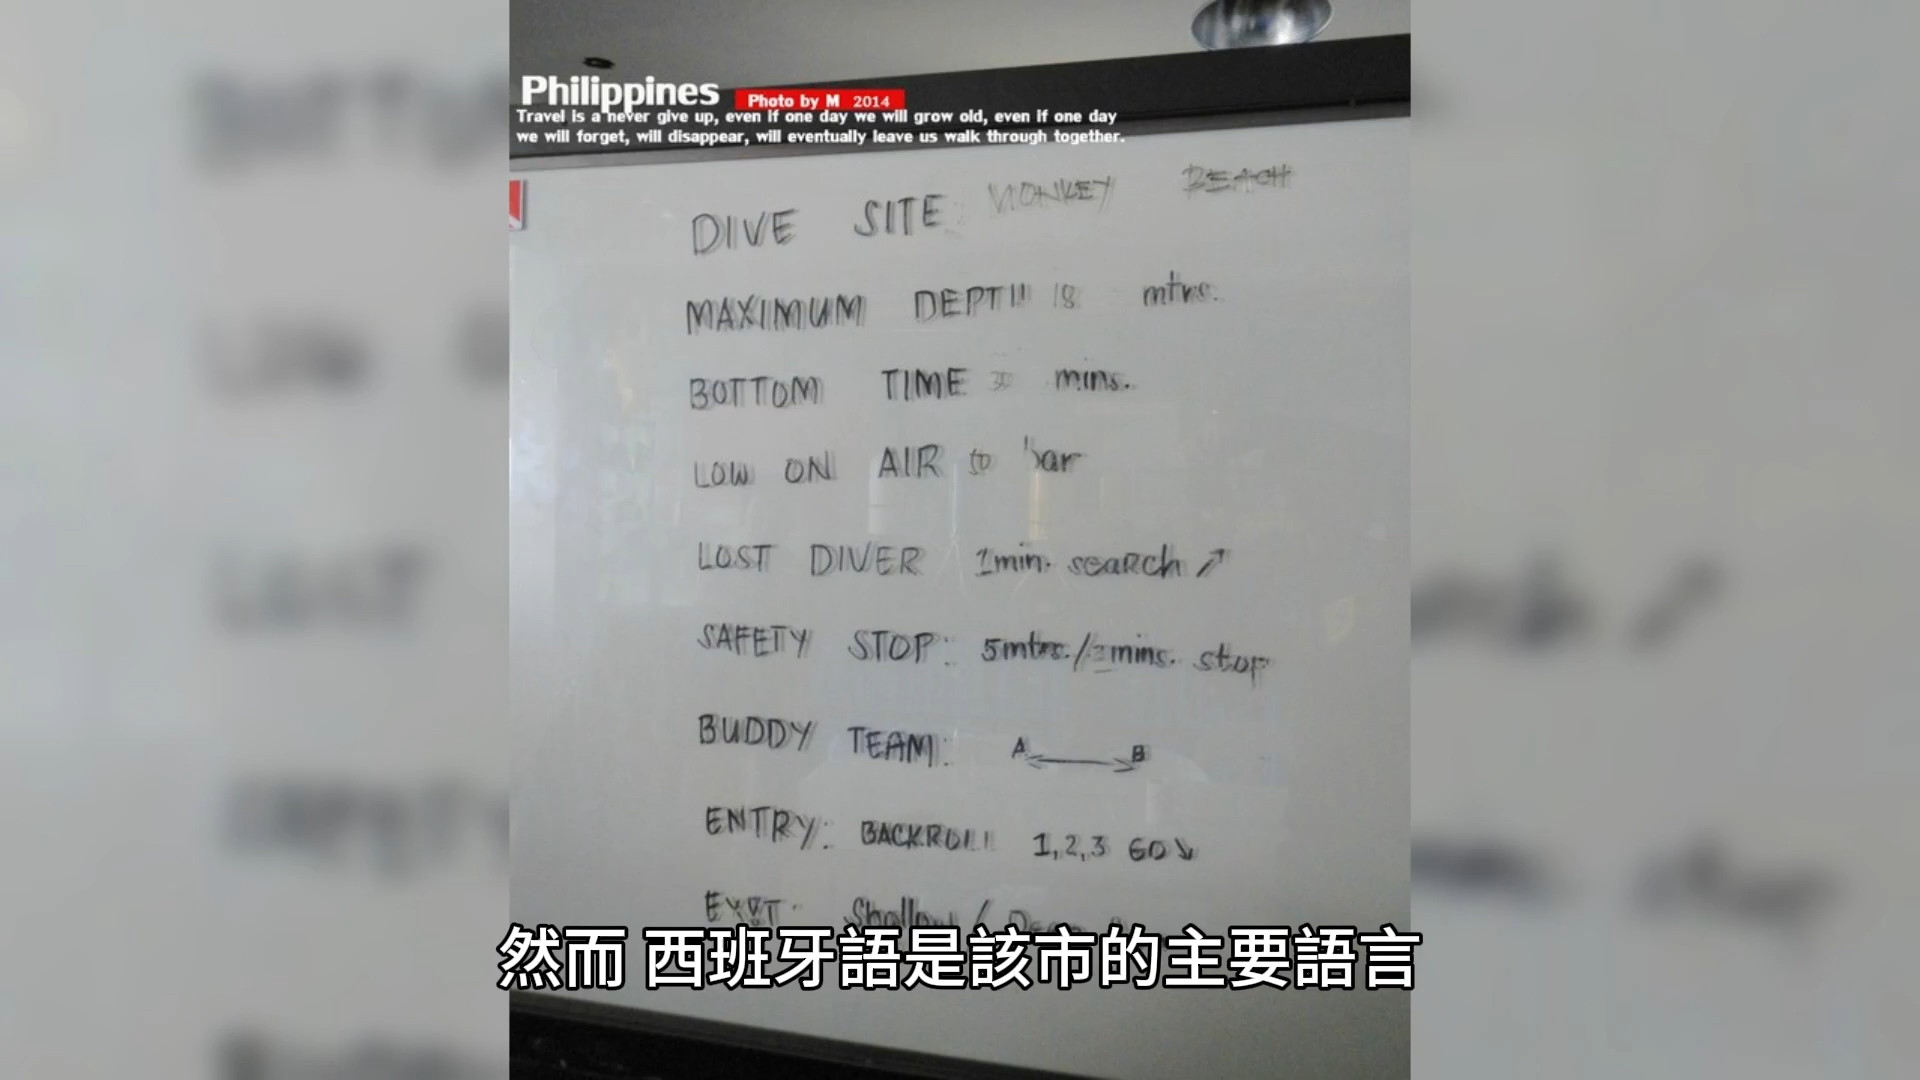 Philippines Photo by M 2014
Travel is a never give up, even if one day we will grow old, even if one day
we will forget, will disappear, will eventually leave us walk through together.
DIVE SITE: MONKEY BEACH
MAXIMUM DEPTH 18 mtrs.
BOTTOM TIME 30 mins.
LOW ON AIR 50 bar
LOST DIVER 1min. search ↗
SAFETY STOP: 5mtrs./3mins. stop
BUDDY TEAM: A ↔ B
ENTRY: BACKROLL 1,2,3 GO ↘
EXIT: Shallow /
然而 西班牙語是該市的主要語言